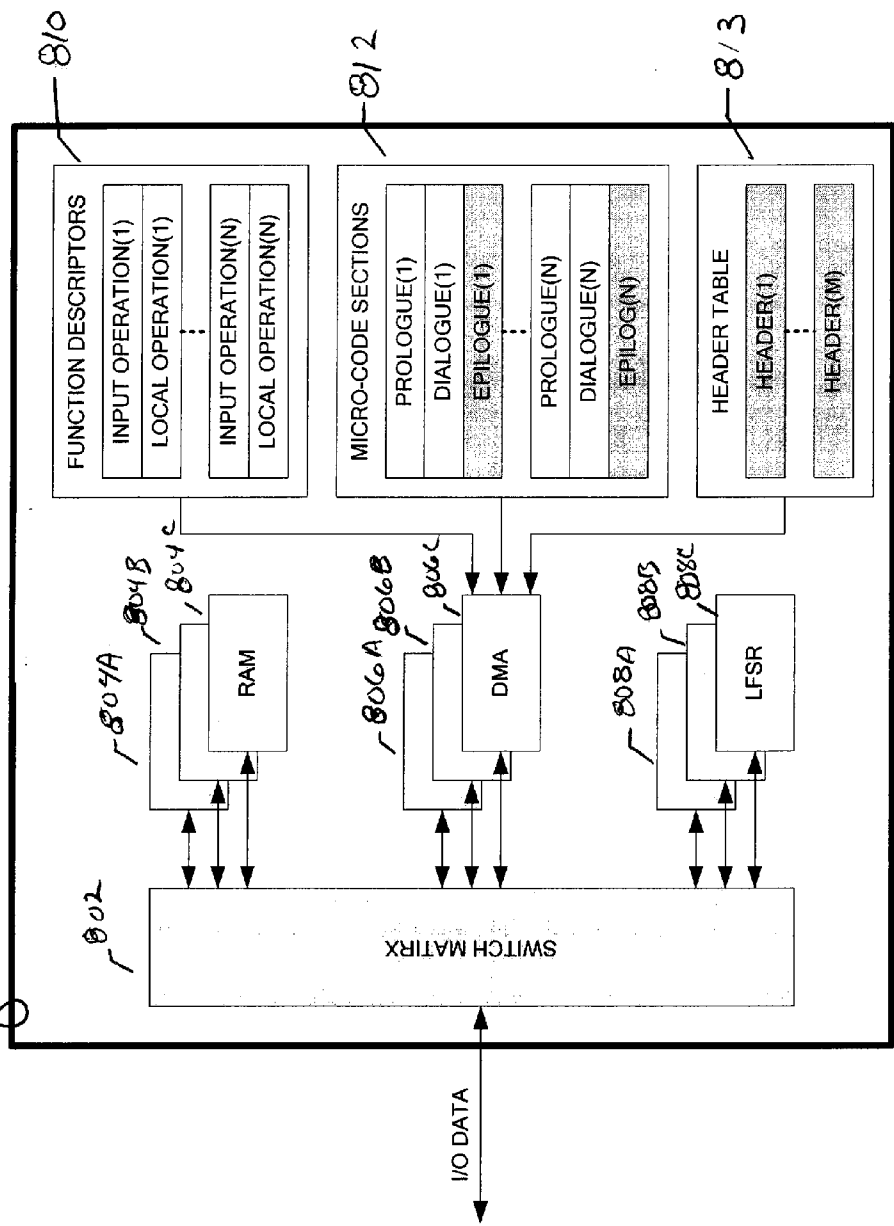 810
FUNCTION DESCRIPTORS
INPUT OPERATION(1)
LOCAL OPERATION(1)
INPUT OPERATION(N)
LOCAL OPERATION(N)
812
MICRO-CODE SECTIONS
PROLOGUE(1)
DIALOGUE(1)
EPILOGUE(1)
PROLOGUE(N)
DIALOGUE(N)
EPILOG(N)
813
HEADER TABLE
HEADER(1)
HEADER(M)
804A
804B
804C
RAM
806A
806B
806C
DMA
808A
808B
808C
LFSR
802
SWITCH MATIRX
I/O DATA